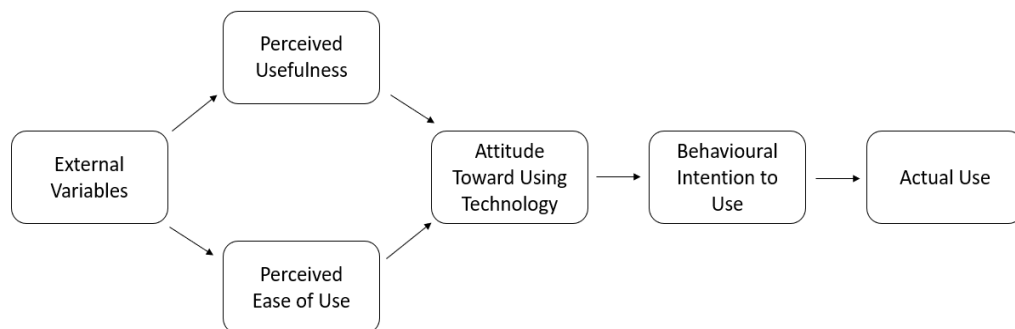 Perceived
Usefulness
External
Variables
Attitude
Toward Using
Technology
Behavioural
Intention to
Use
Actual Use
Perceived
Ease of Use